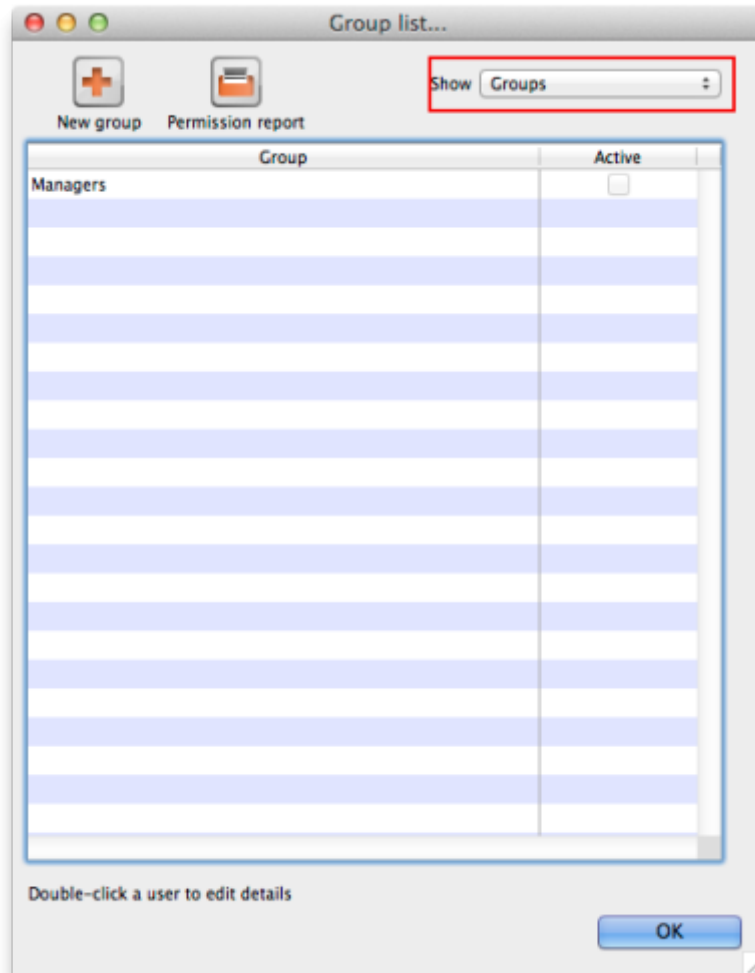 Group list...
Show Groups
New group Permission report
Group Active
Managers
Double-click a user to edit details
OK